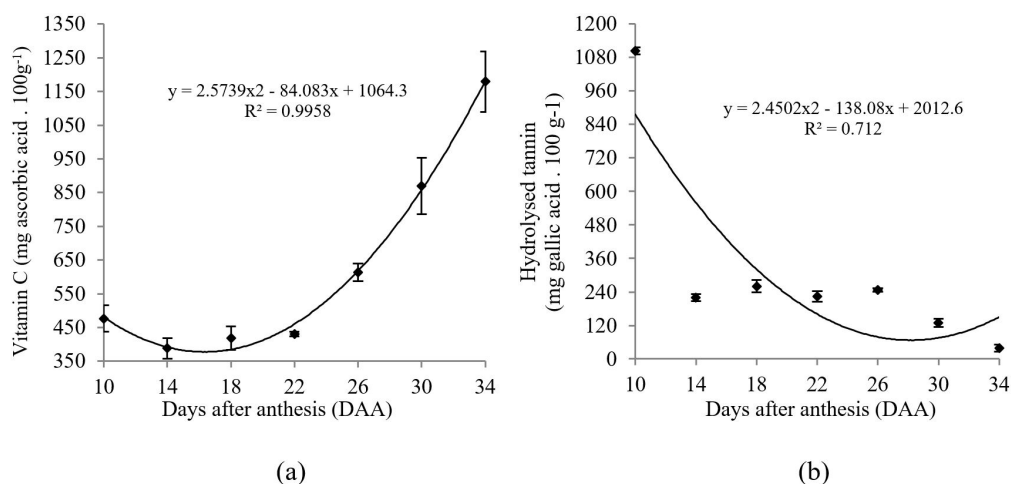 Vitamin C (mg ascorbic acid . 100g-¹)
1350
1250
1150
1050
950
850
750
650
550
450
350
y = 2.5739x2 - 84.083x + 1064.3
R² = 0.9958
10 14 18 22 26 30 34
Days after anthesis (DAA)
(a)
Hydrolysed tannin
(mg gallic acid . 100 g-1)
1200
1080
960
840
720
600
480
360
240
120
0
y = 2.4502x2 - 138.08x + 2012.6
R² = 0.712
10 14 18 22 26 30 34
Days after anthesis (DAA)
(b)